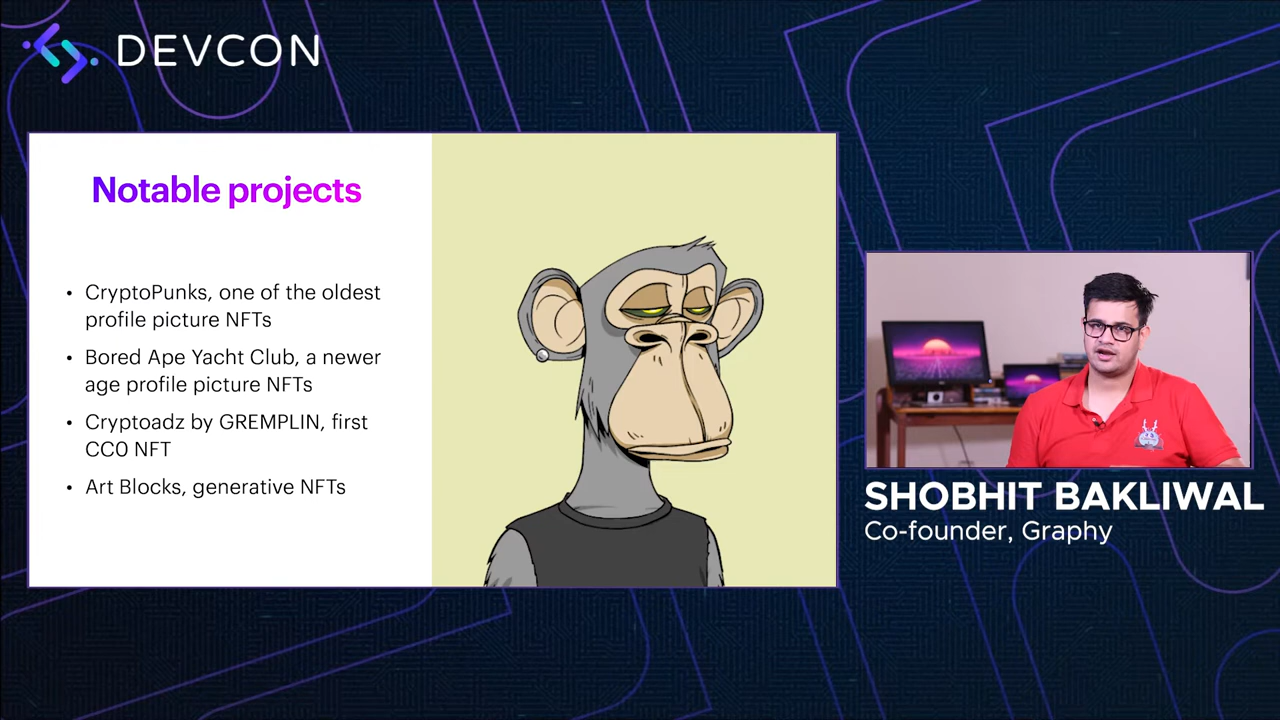 DEVCON
Notable projects
• CryptoPunks, one of the oldest
profile picture NFTs
• Bored Ape Yacht Club, a newer
age profile picture NFTs
• Cryptoadz by GREMPLIN, first
CC0 NFT
• Art Blocks, generative NFTs
SHOBHIT BAKLIWAL
Co-founder, Graphy